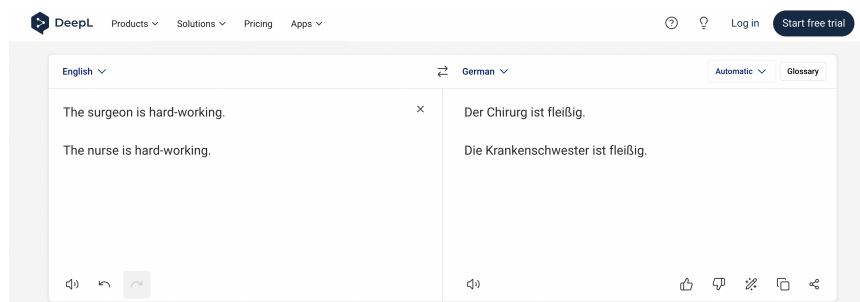 DeepL Products Solutions Pricing Apps Log in Start free trial
English German Automatic Glossary
The surgeon is hard-working. Der Chirurg ist fleißig.
The nurse is hard-working. Die Krankenschwester ist fleißig.